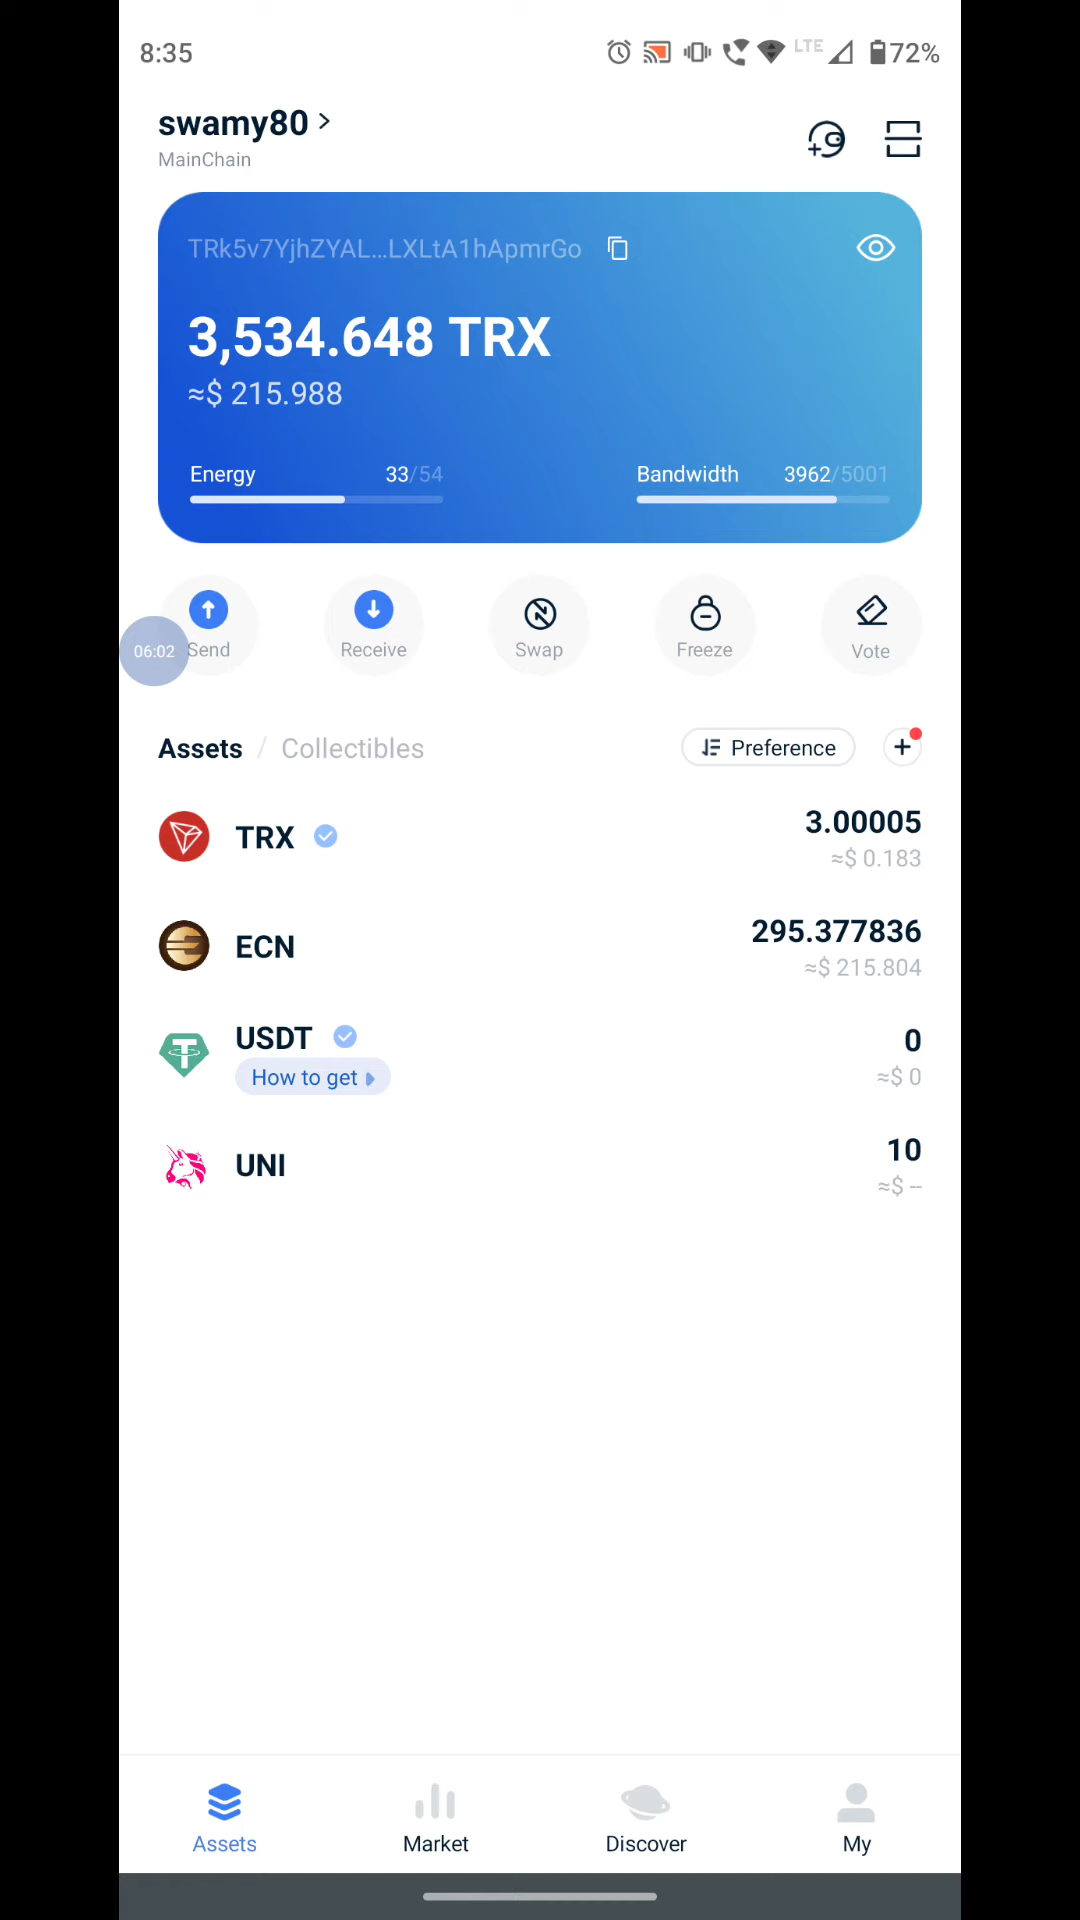 8:35
LTE
72%
swamy80
MainChain
TRk5v7YjhZYAL...LXLtA1hApmrGo
3,534.648 TRX
≈$ 215.988
Energy 33/54
Bandwidth 3962/5001
Send
Receive
Swap
Freeze
Vote
06:02
Assets / Collectibles
Preference
+
TRX
3.00005
≈$ 0.183
ECN
295.377836
≈$ 215.804
USDT
0
How to get
≈$ 0
UNI
10
≈$ --
Assets
Market
Discover
My